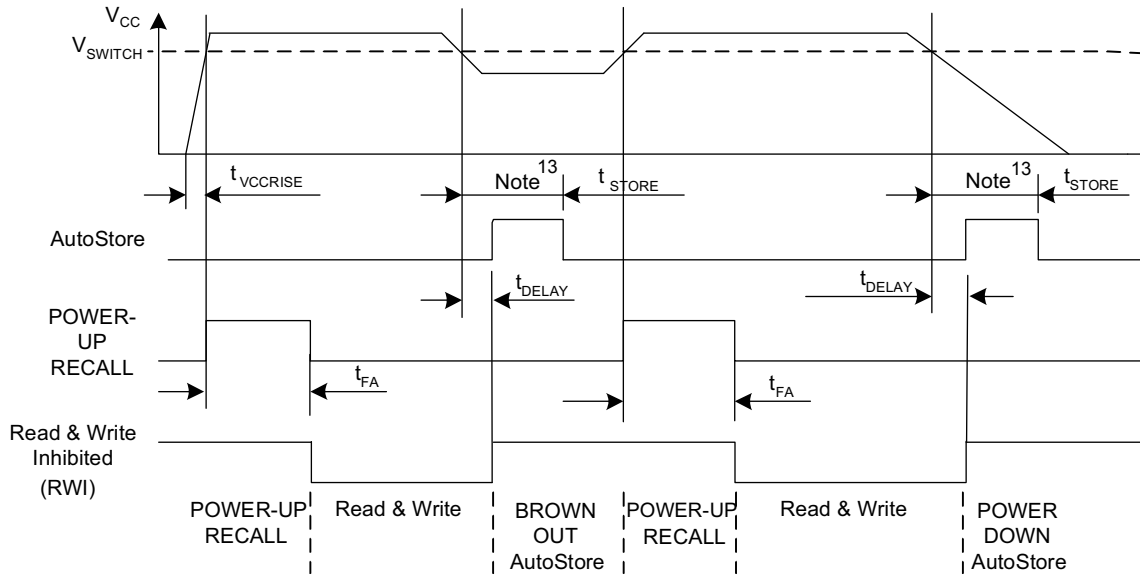 VCC
VSWITCH
tVCCRISE
Note13
tSTORE
Note13
tSTORE
AutoStore
tDELAY
tDELAY
POWER-
UP
RECALL
tFA
tFA
Read & Write
Inhibited
(RWI)
POWER-UP
RECALL
Read & Write
BROWN
OUT
AutoStore
POWER-UP
RECALL
Read & Write
POWER
DOWN
AutoStore